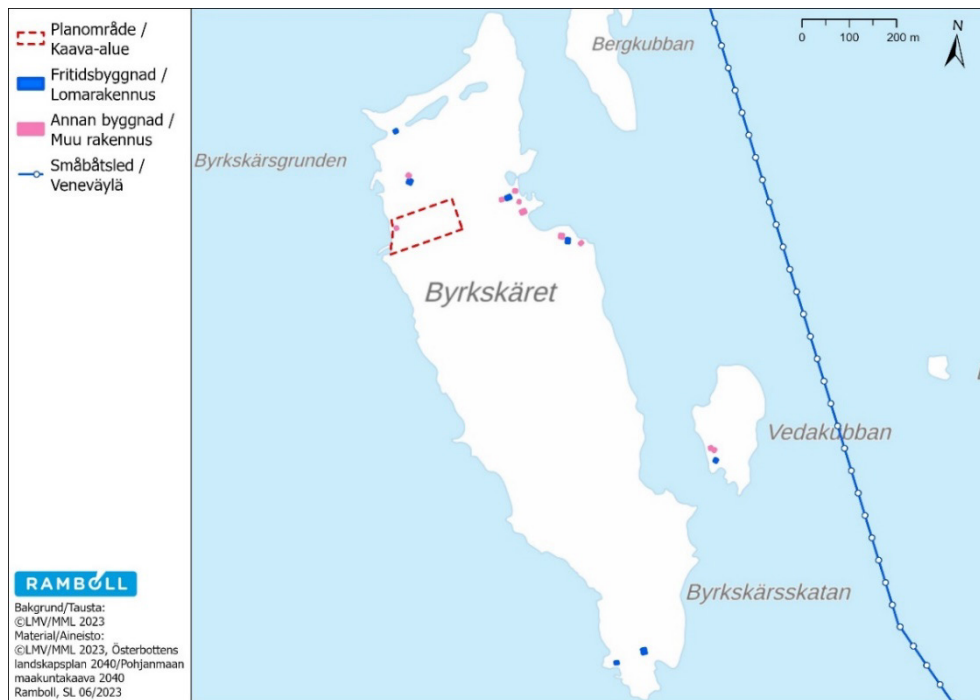 Planområde /
Kaava-alue
Fritidsbyggnad /
Lomarakennus
Annan byggnad /
Muu rakennus
Småbåtsled /
Veneväylä
RAMBOLL
Bakgrund/Tausta:
©LMV/MML 2023
Material/Aineisto:
©LMV/MML 2023, Österbottens
landskapsplan 2040/Pohjanmaan
maakuntakaava 2040
Ramboll, SL 06/2023
0 100 200 m
N
Bergkubban
Byrkskärsgrunden
Byrkskäret
Vedakubban
Byrkskärsskatan